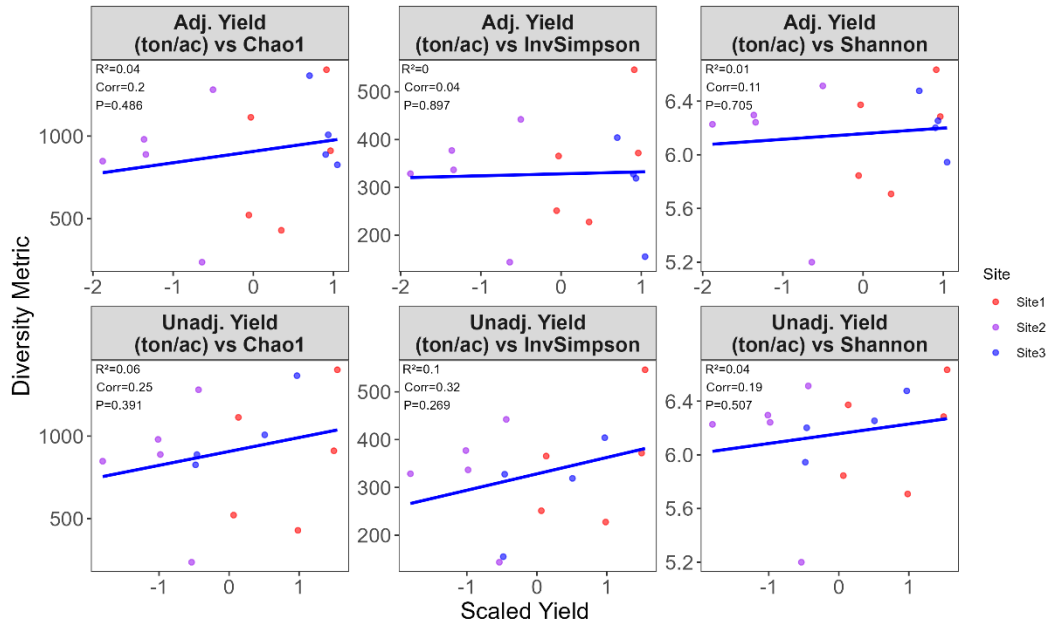 Diversity Metric
Adj. Yield
(ton/ac) vs Chao1
R²=0.04
Corr=0.2
P=0.486
1000
500
-2
-1
0
1
Adj. Yield
(ton/ac) vs InvSimpson
R²=0
Corr=0.04
P=0.897
500
400
300
200
-2
-1
0
1
Adj. Yield
(ton/ac) vs Shannon
R²=0.01
Corr=0.11
P=0.705
6.4
6.0
5.6
5.2
-2
-1
0
1
Unadj. Yield
(ton/ac) vs Chao1
R²=0.06
Corr=0.25
P=0.391
1000
500
-1
0
1
Unadj. Yield
(ton/ac) vs InvSimpson
R²=0.1
Corr=0.32
P=0.269
500
400
300
200
-1
0
1
Unadj. Yield
(ton/ac) vs Shannon
R²=0.04
Corr=0.19
P=0.507
6.4
6.0
5.6
5.2
-1
0
1
Scaled Yield
Site
Site1
Site2
Site3